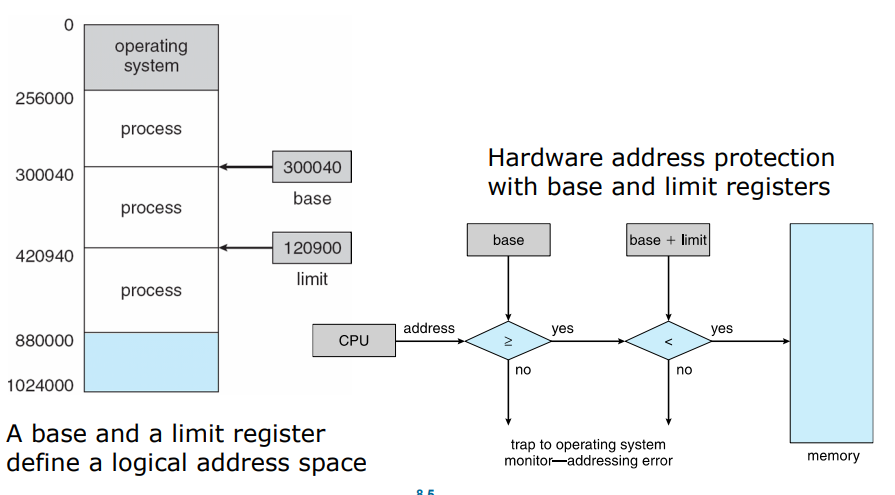 0
operating
system
256000
process
300040
300040
base
process
420940
120900
limit
process
880000
1024000
A base and a limit register
define a logical address space
Hardware address protection
with base and limit registers
base
base + limit
CPU
address
≥
yes
<
yes
no
no
trap to operating system
monitor—addressing error
memory
8.5